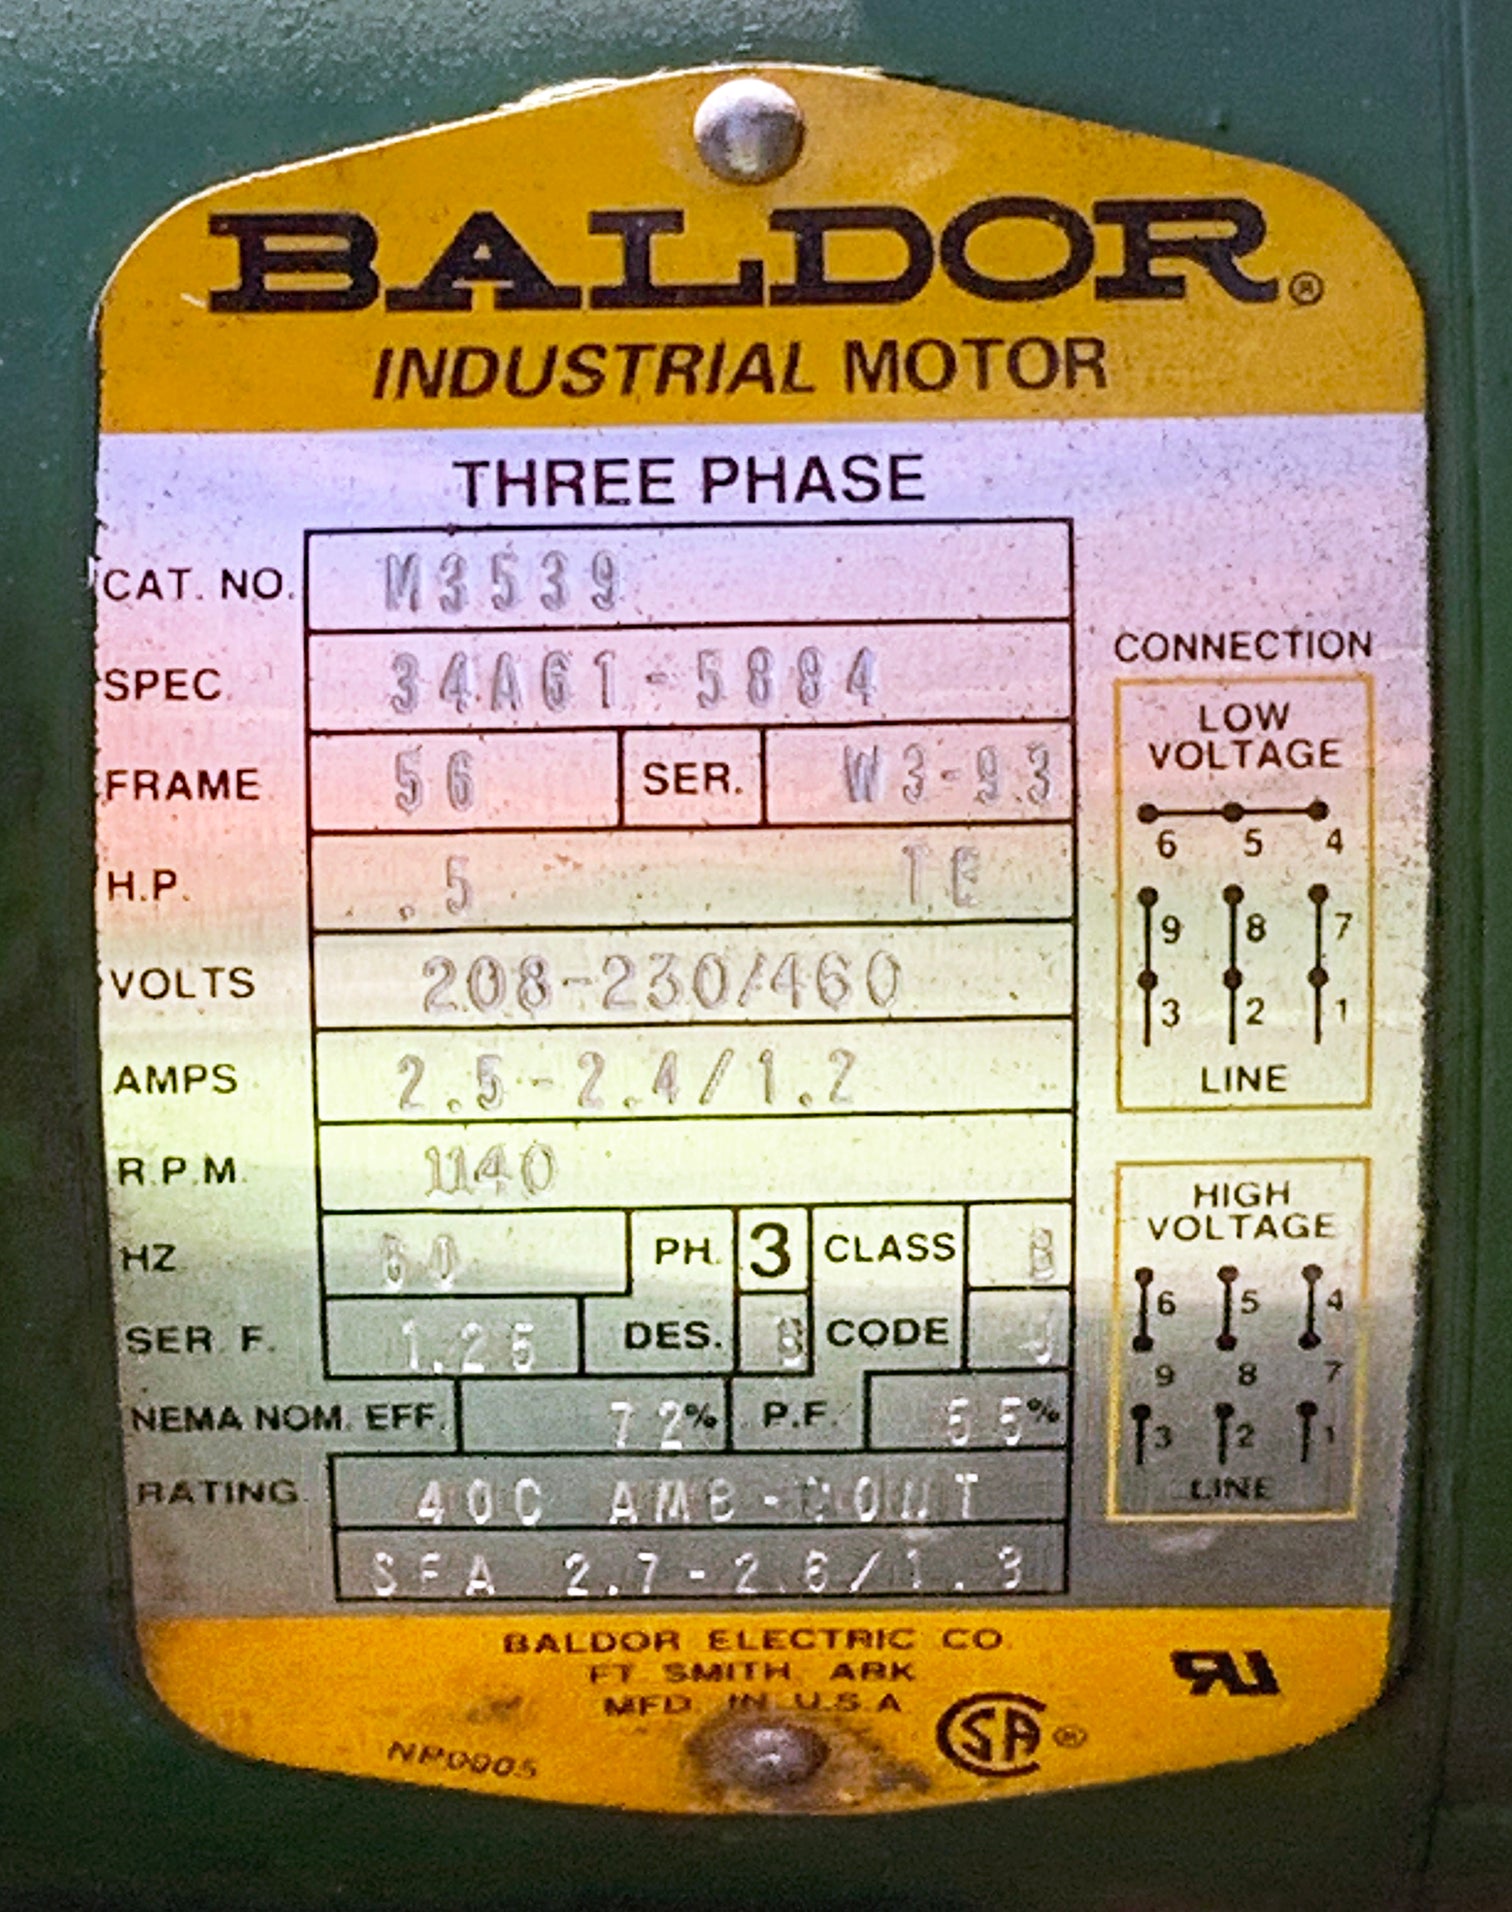 BALDOR®
INDUSTRIAL MOTOR
THREE PHASE
CAT. NO. M3539
SPEC. 34A61-5884
FRAME 56 SER. W3-93
H.P. .5 TE
VOLTS 208-230/460
AMPS 2.5-2.4/1.2
R.P.M. 1140
HZ 60 PH. 3 CLASS B
SER. F. 1.25 DES. B CODE J
NEMA NOM. EFF. 72% P.F. 55%
RATING 40C AMB-CONT
SFA 2.7-2.6/1.3
CONNECTION
LOW
VOLTAGE
6 5 4
9 8 7
3 2 1
LINE
HIGH
VOLTAGE
6 5 4
9 8 7
3 2 1
LINE
BALDOR ELECTRIC CO.
FT. SMITH, ARK
MFD. IN U.S.A
NP0005
SA®
RU